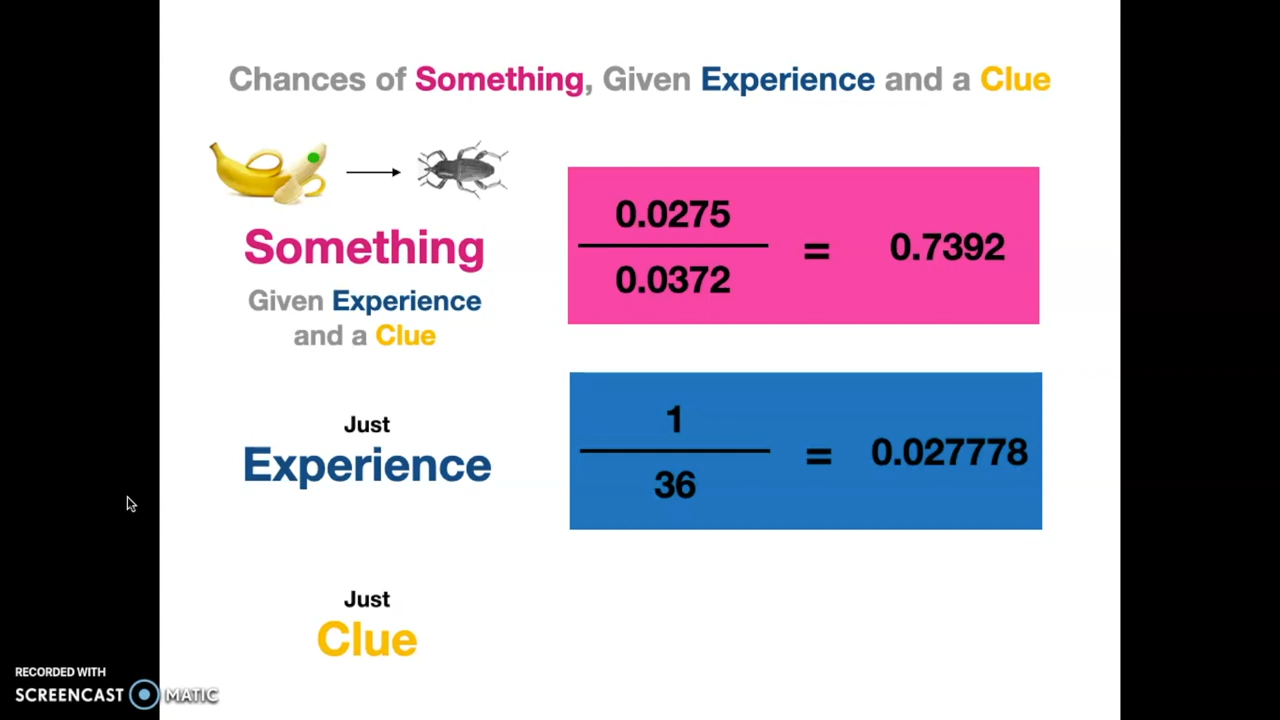 Chances of Something, Given Experience and a Clue
Something
Given Experience
and a Clue
0.0275
0.0372
= 0.7392
Just
Experience
1
36
= 0.027778
Just
Clue
RECORDED WITH
SCREENCAST MATIC